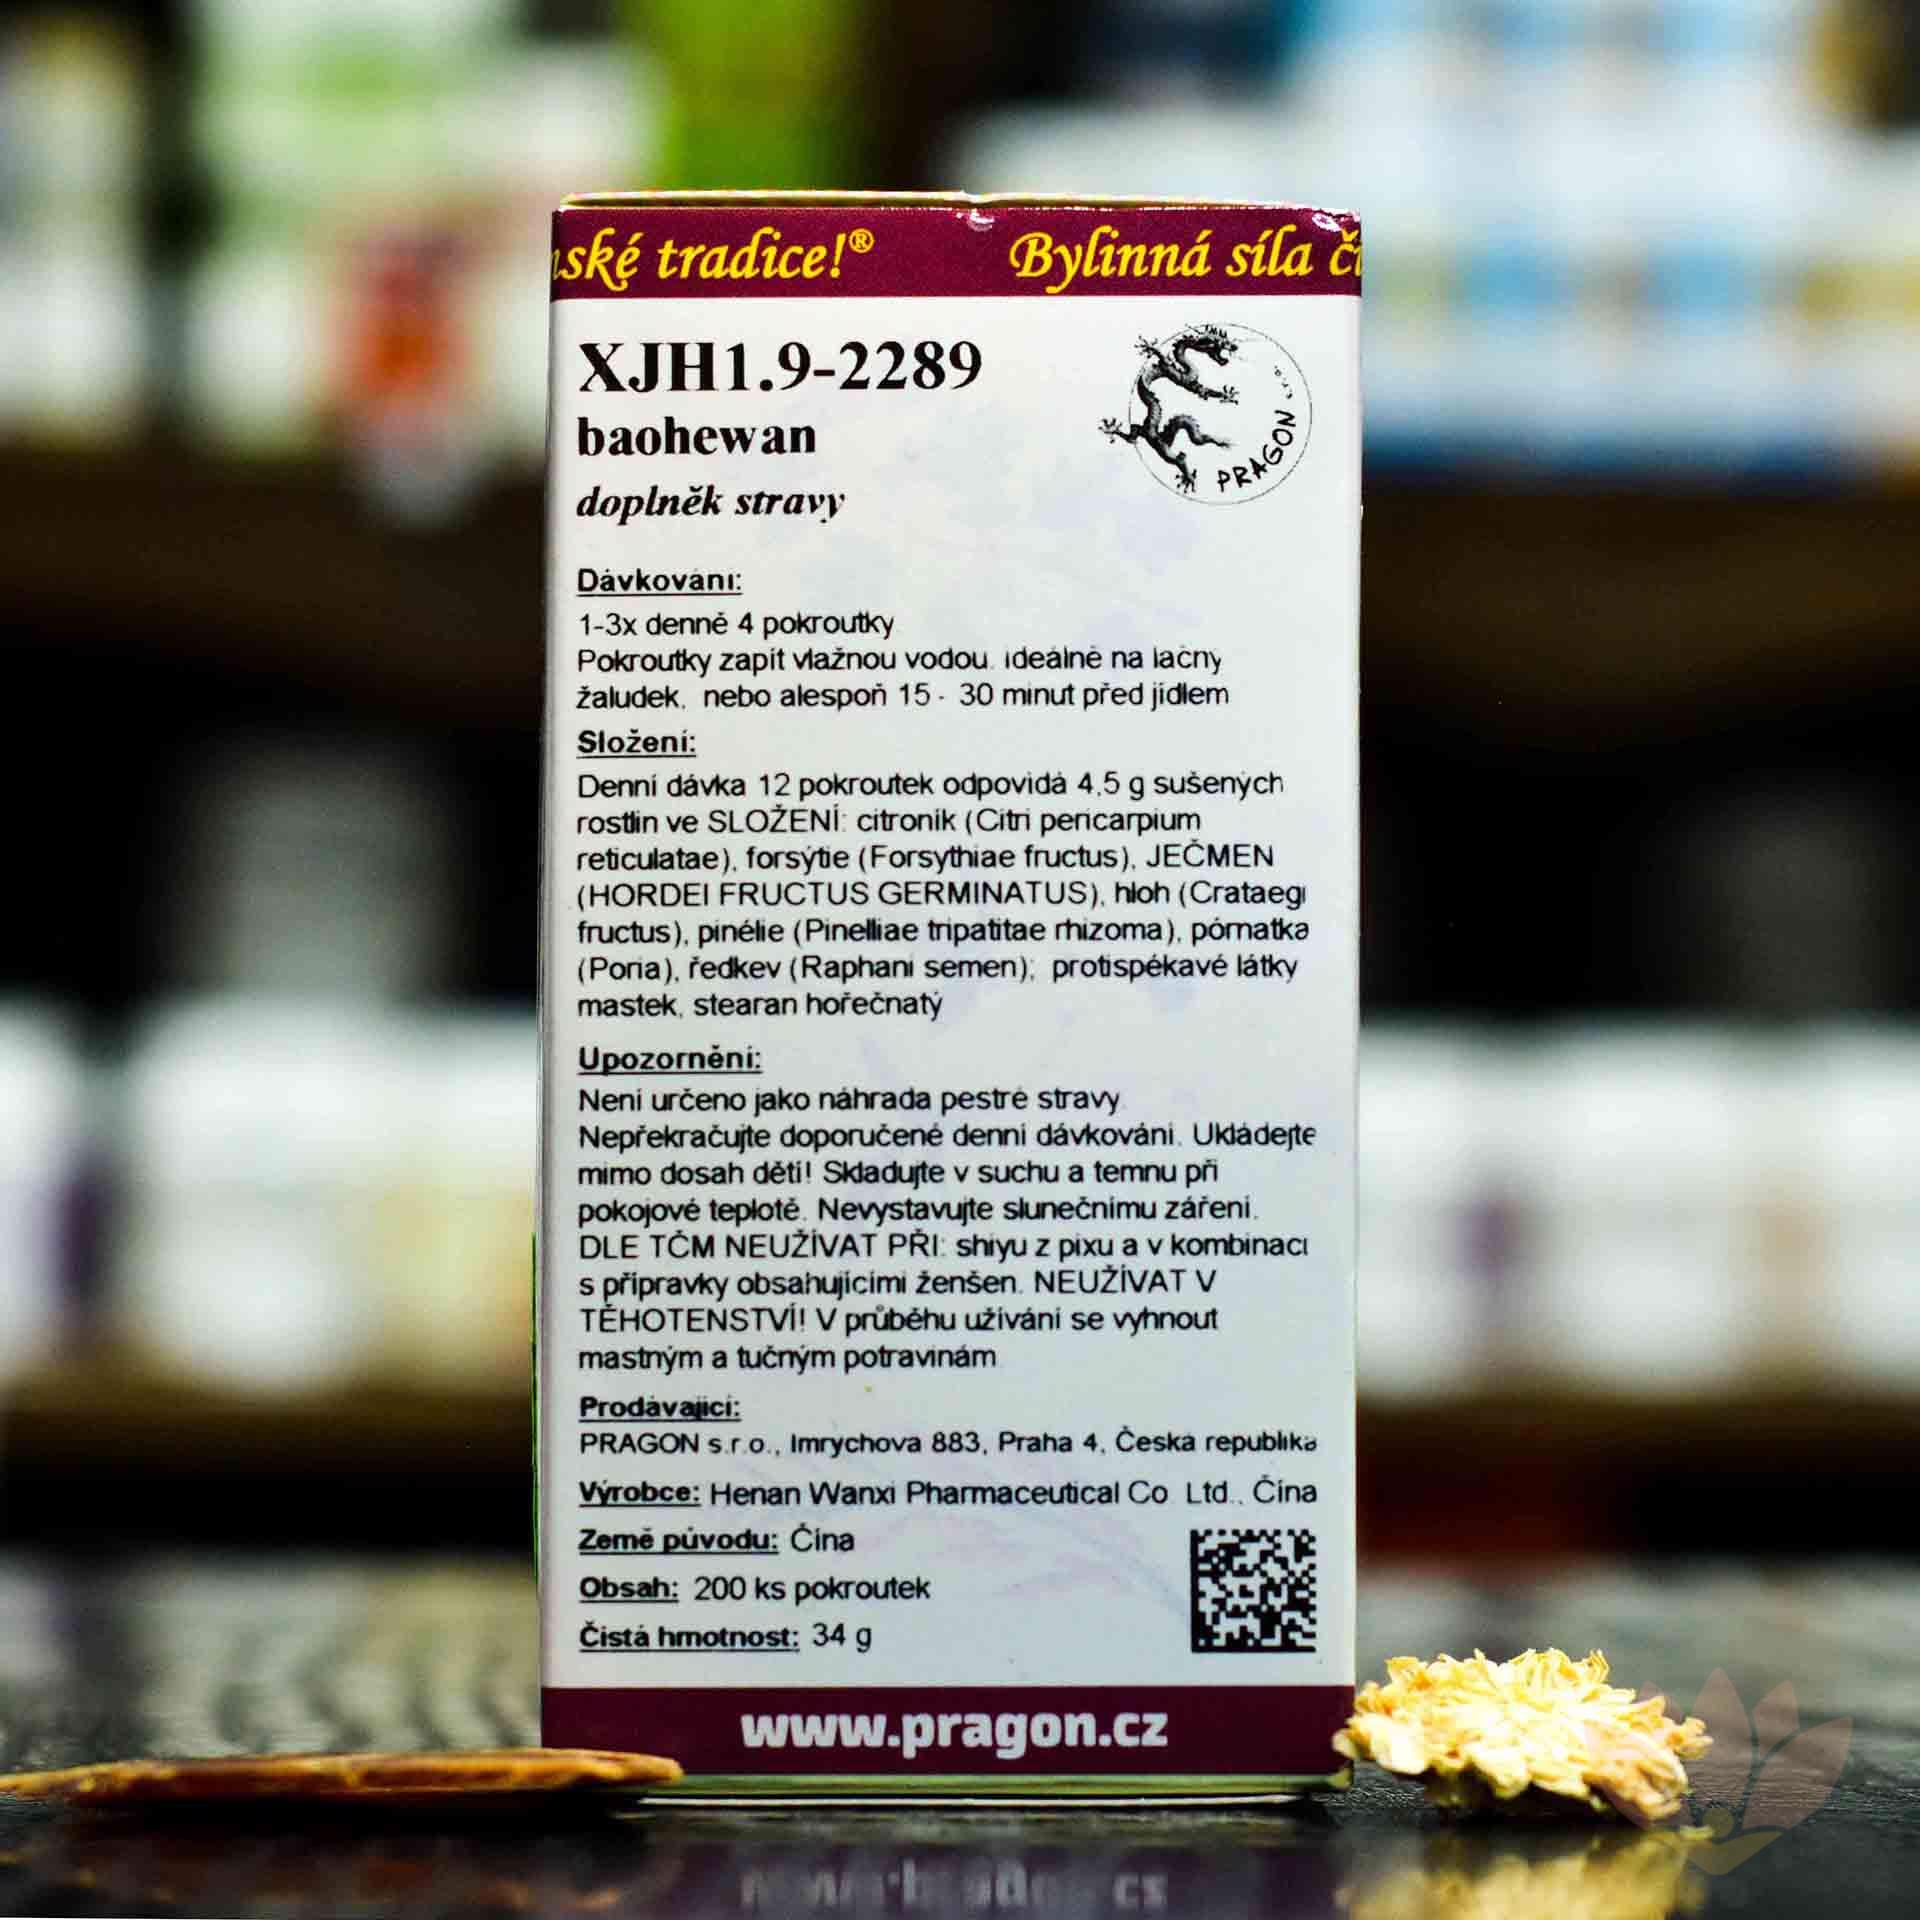 nské tradice!® Bylinná síla čí
XJH1.9-2289
baohewan
doplněk stravy
PRAGON s.r.o.
Dávkování:
1-3x denně 4 pokroutky.
Pokroutky zapít vlažnou vodou, ideálně na lačný
žaludek, nebo alespoň 15 - 30 minut před jídlem
Složení:
Denní dávka 12 pokroutek odpovídá 4,5 g sušených
rostlin ve SLOŽENÍ: citroník (Citri pericarpium
reticulatae), forsýtie (Forsythiae fructus), JEČMEN
(HORDEI FRUCTUS GERMINATUS), hloh (Crataegi
fructus), pinélie (Pinelliae tripatitae rhizoma), pórnatka
(Poria), ředkev (Raphani semen); protispékavé látky
mastek, stearan hořečnatý
Upozornění:
Není určeno jako náhrada pestré stravy.
Nepřekračujte doporučené denní dávkování. Ukládejte
mimo dosah dětí! Skladujte v suchu a temnu při
pokojové teplotě. Nevystavujte slunečnímu záření.
DLE TČM NEUŽÍVAT PŘI: shiyu z pixu a v kombinaci
s přípravky obsahujícími ženšen. NEUŽÍVAT V
TĚHOTENSTVÍ! V průběhu užívání se vyhnout
mastným a tučným potravinám
Prodávající:
PRAGON s.r.o., Imrychova 883, Praha 4, Česká republika
Výrobce: Henan Wanxi Pharmaceutical Co. Ltd., Čína
Země původu: Čína
Obsah: 200 ks pokroutek
Čistá hmotnost: 34 g
www.pragon.cz